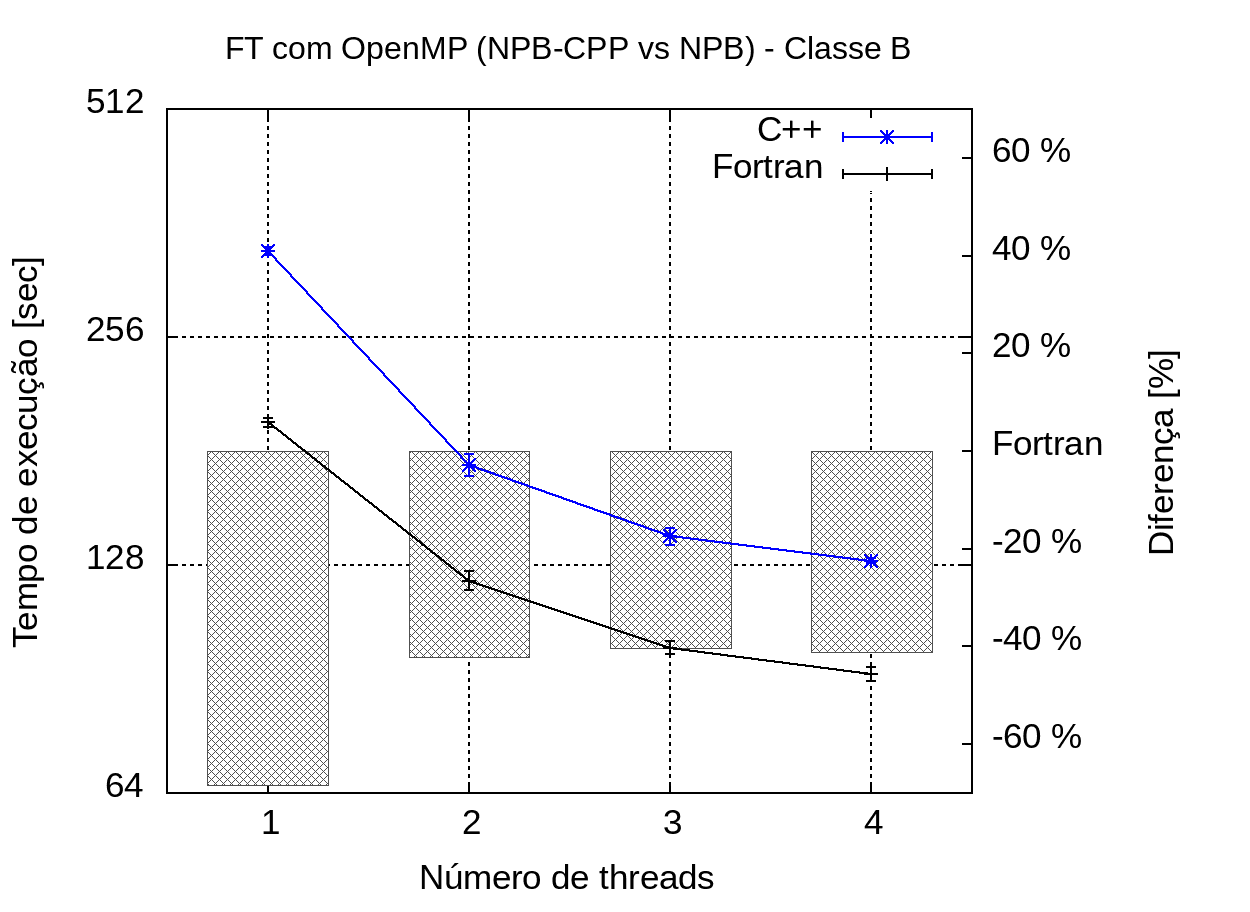 FT com OpenMP (NPB-CPP vs NPB) - Classe B
C++
Fortran
512
256
128
64
Tempo de execução [sec]
60 %
40 %
20 %
Fortran
-20 %
-40 %
-60 %
Diferença [%]
1 2 3 4
Número de threads